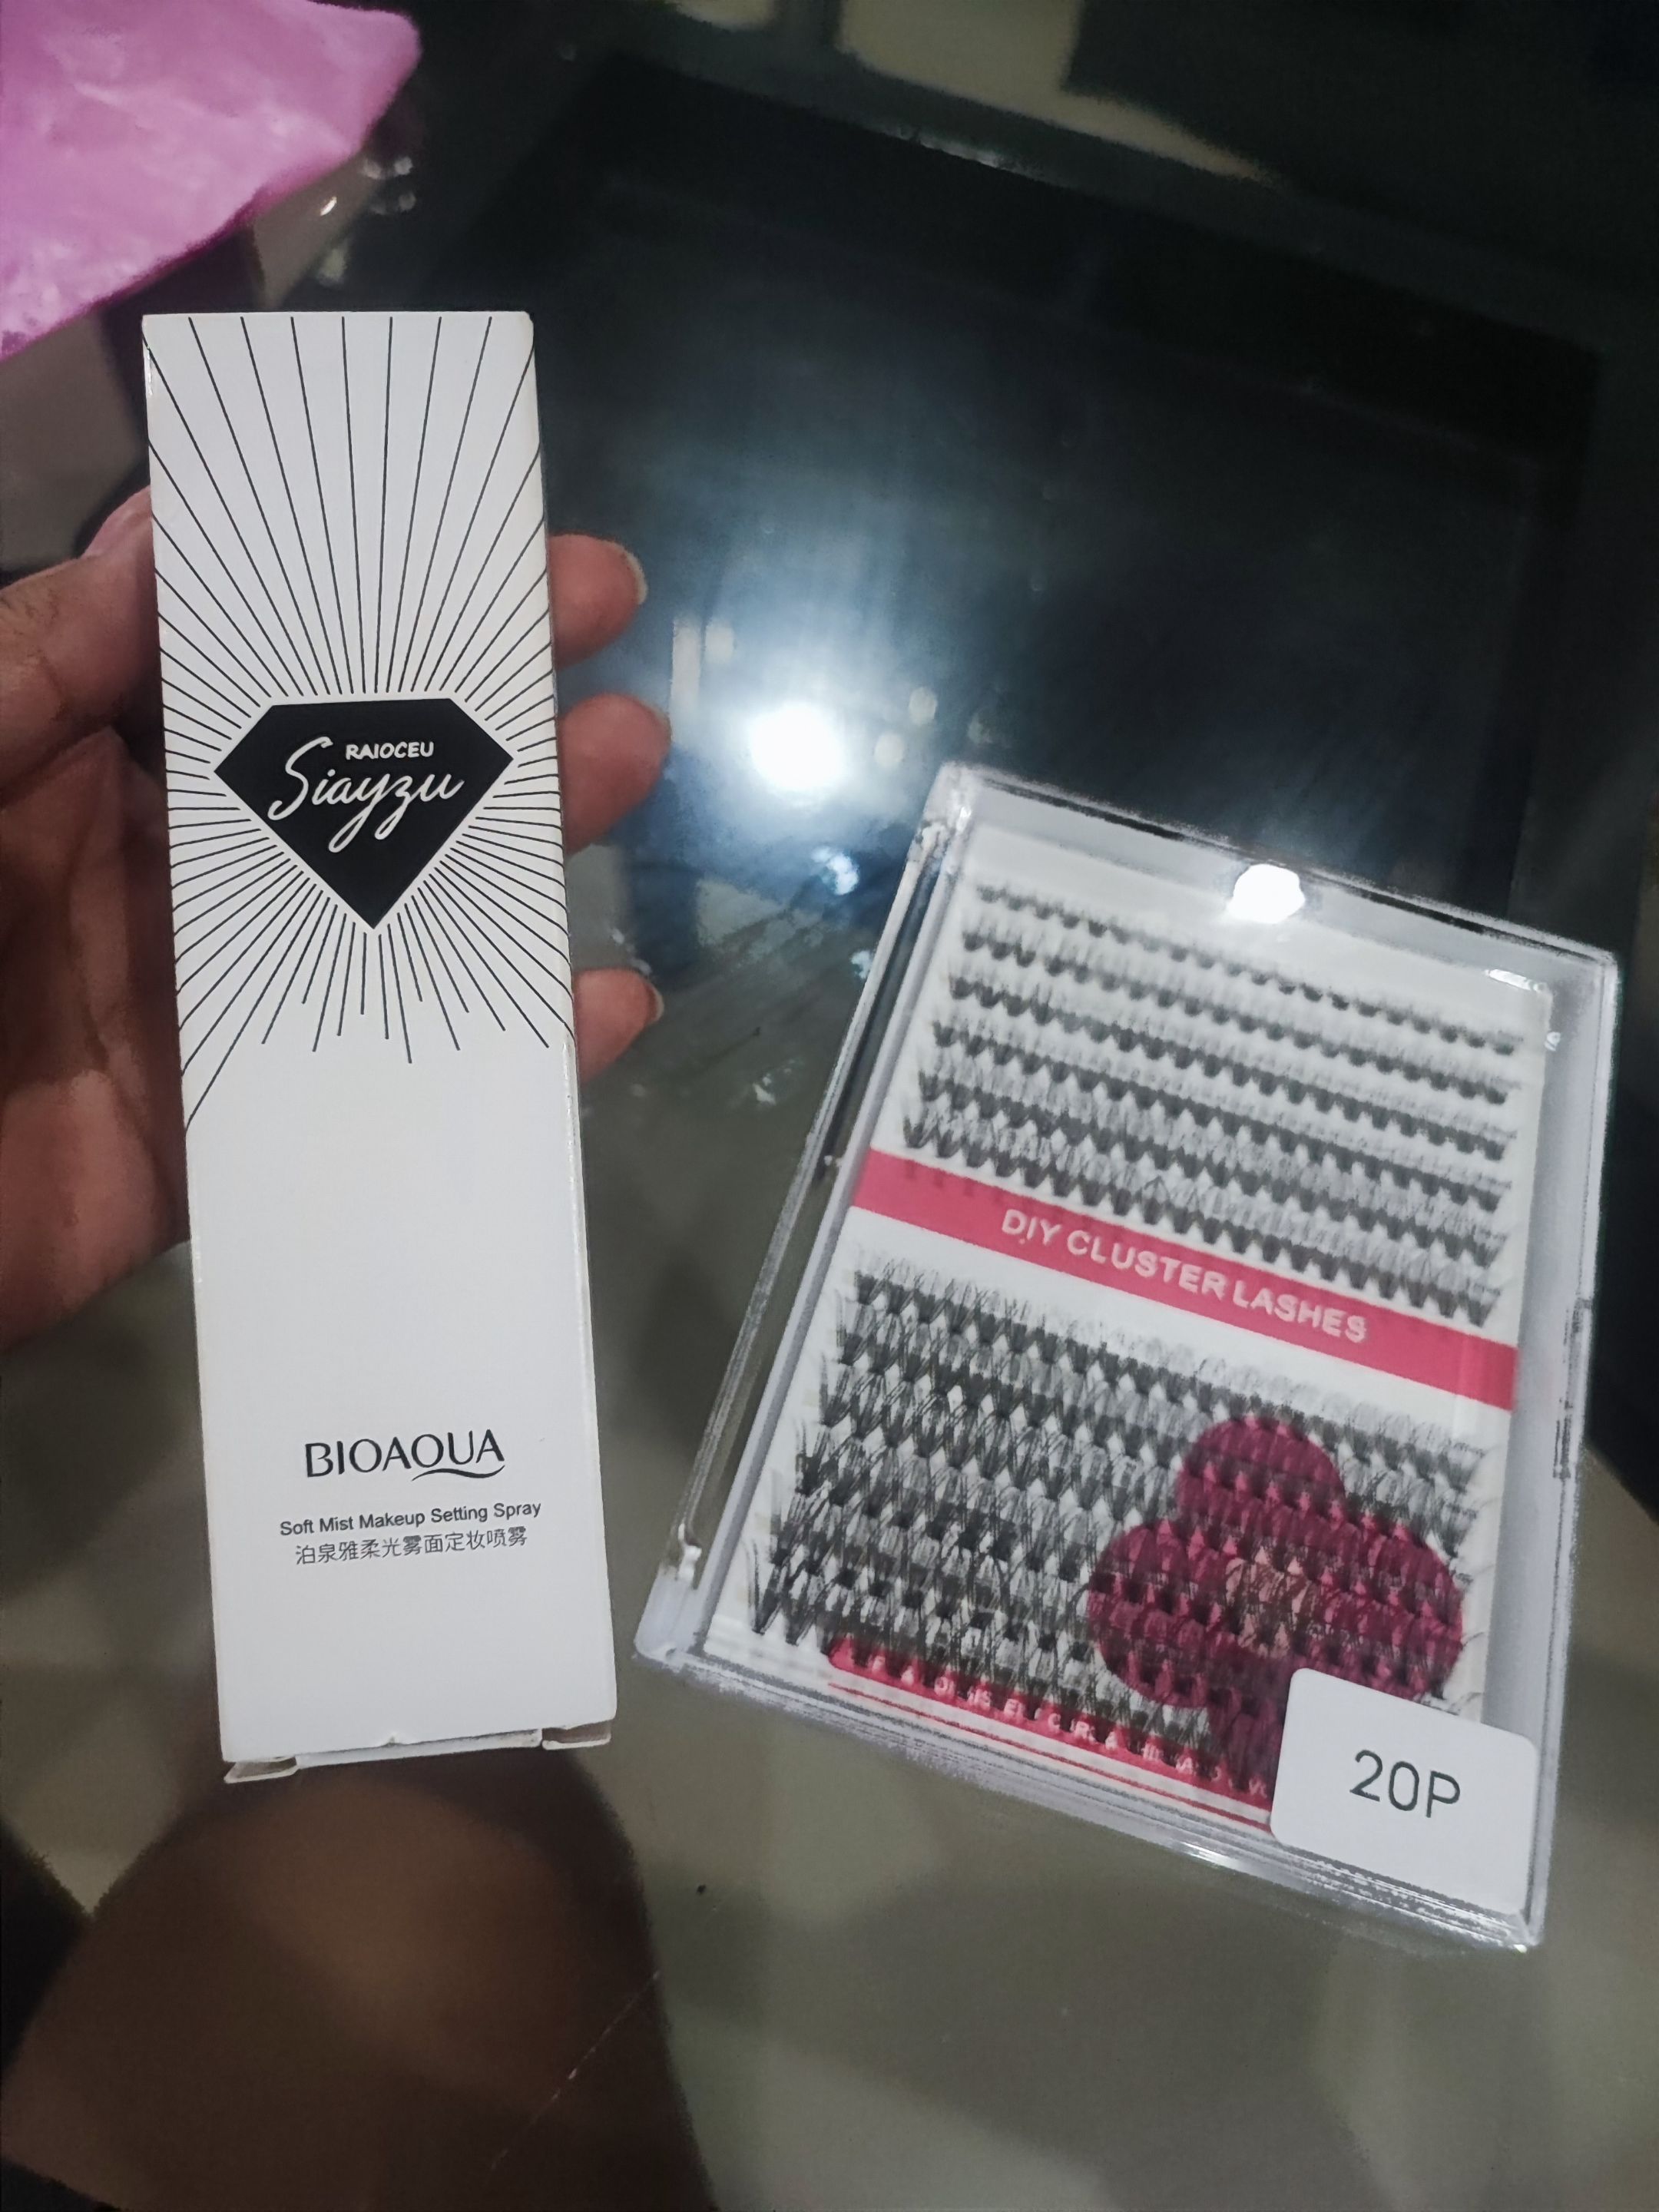 RAIOCEU
Siayzu
BIOAQUA
Soft Mist Makeup Setting Spray
泊泉雅柔光雾面定妆喷雾
DIY CLUSTER LASHES
20P